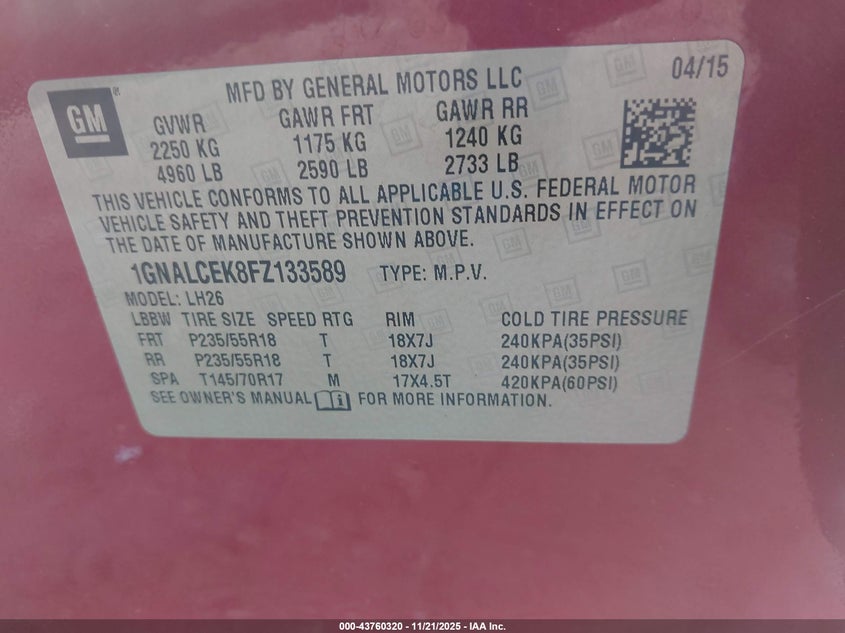 GM
MFD BY GENERAL MOTORS LLC 04/15
GVWR GAWR FRT GAWR RR
2250 KG 1175 KG 1240 KG
4960 LB 2590 LB 2733 LB
THIS VEHICLE CONFORMS TO ALL APPLICABLE U.S. FEDERAL MOTOR
VEHICLE SAFETY AND THEFT PREVENTION STANDARDS IN EFFECT ON
THE DATE OF MANUFACTURE SHOWN ABOVE.
1GNALCEK8FZ133589 TYPE: M.P.V.
MODEL: LH26
LBBW TIRE SIZE SPEED RTG RIM COLD TIRE PRESSURE
FRT P235/55R18 T 18X7J 240KPA(35PSI)
RR P235/55R18 T 18X7J 240KPA(35PSI)
SPA T145/70R17 M 17X4.5T 420KPA(60PSI)
SEE OWNER'S MANUAL FOR MORE INFORMATION.
000-43760320 - 11/21/2025 - IAA Inc.